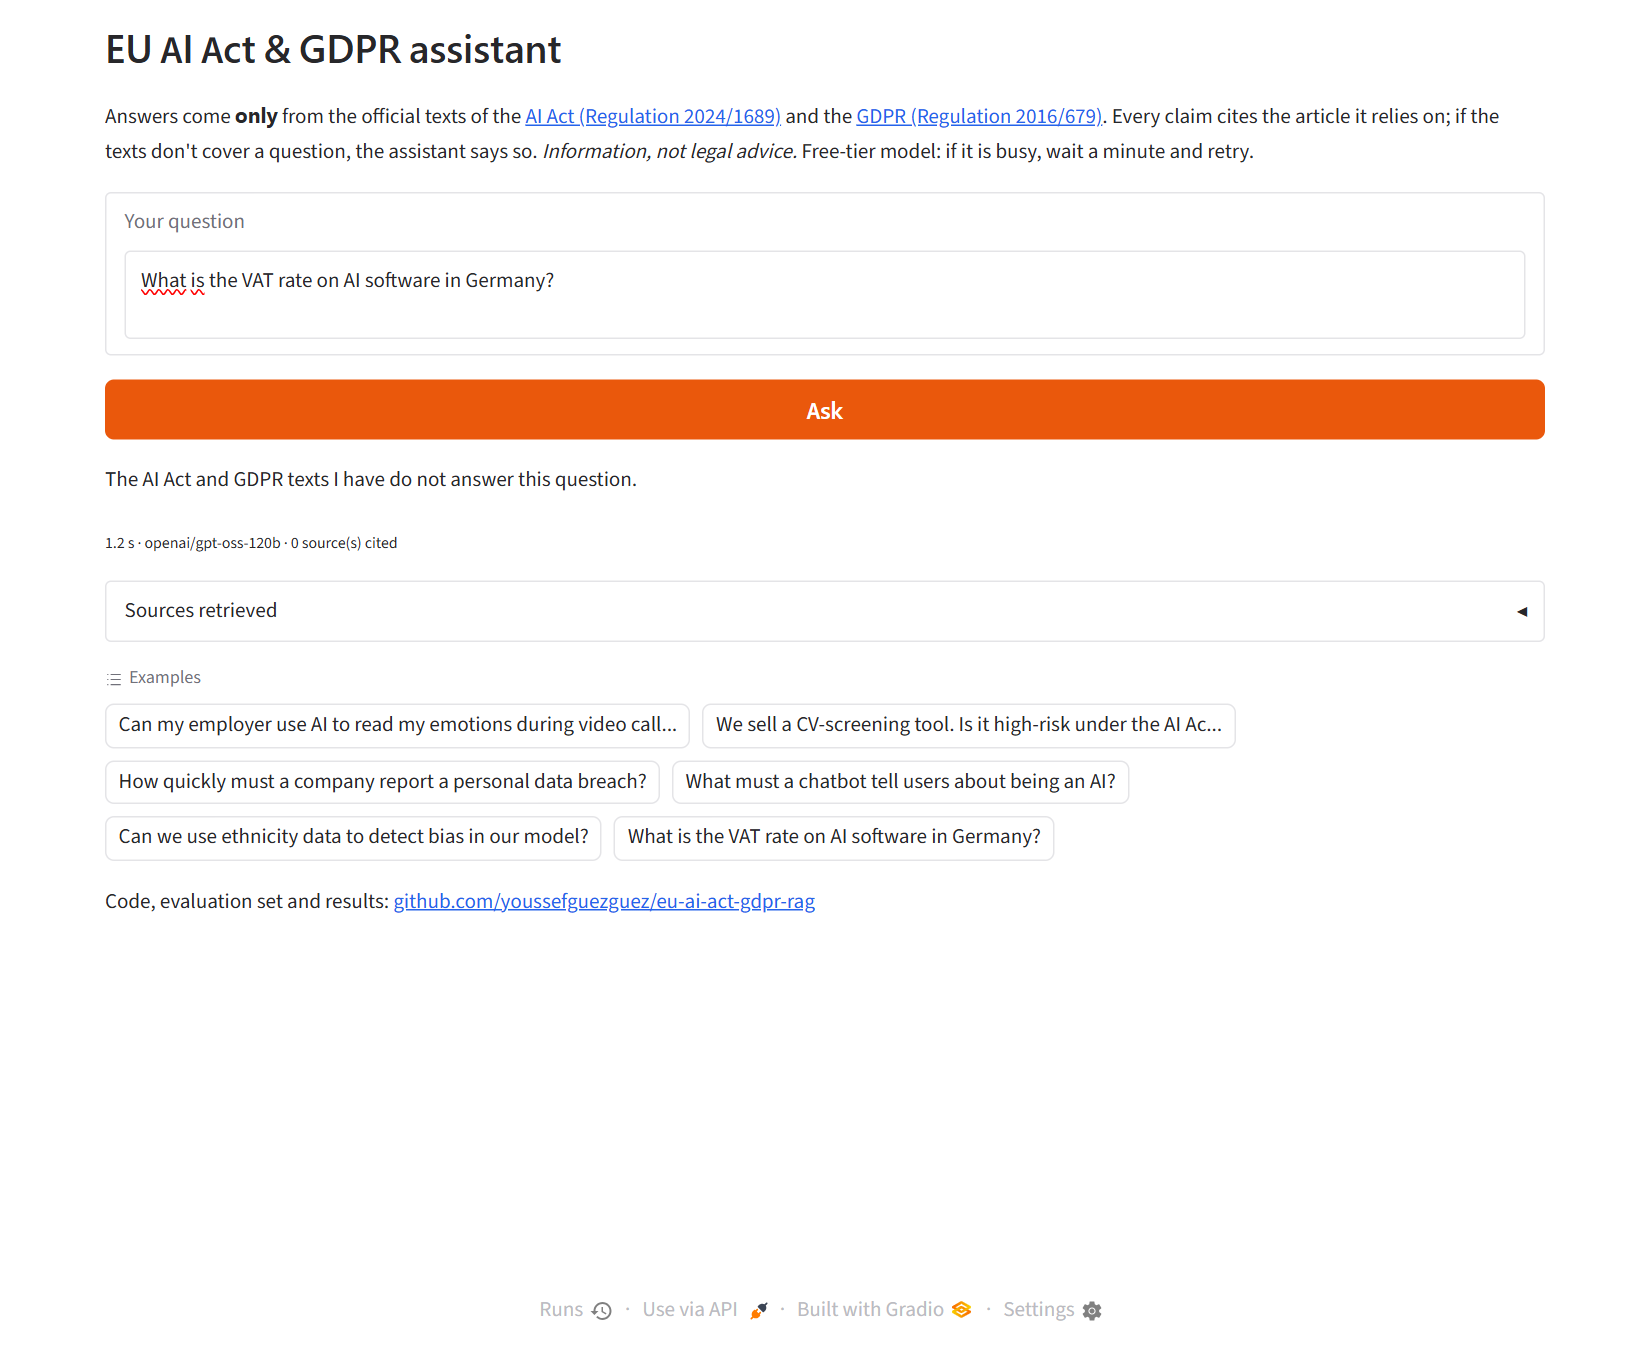 EU AI Act & GDPR assistant
Answers come only from the official texts of the AI Act (Regulation 2024/1689) and the GDPR (Regulation 2016/679). Every claim cites the article it relies on; if the
texts don't cover a question, the assistant says so. Information, not legal advice. Free-tier model: if it is busy, wait a minute and retry.
Your question
What is the VAT rate on AI software in Germany?
Ask
The AI Act and GDPR texts I have do not answer this question.
1.2 s · openai/gpt-oss-120b · 0 source(s) cited
Sources retrieved
Examples
Can my employer use AI to read my emotions during video call... We sell a CV-screening tool. Is it high-risk under the AI Ac...
How quickly must a company report a personal data breach? What must a chatbot tell users about being an AI?
Can we use ethnicity data to detect bias in our model? What is the VAT rate on AI software in Germany?
Code, evaluation set and results: github.com/youssefguezguez/eu-ai-act-gdpr-rag
Runs · Use via API · Built with Gradio · Settings